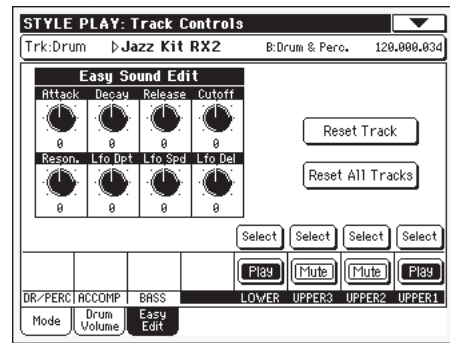 STYLE PLAY: Track Controls
Trk:Drum ▷Jazz Kit RX2 B:Drum & Perc. 120.000.034
Easy Sound Edit
Attack Decay Release Cutoff
0 0 0 0
Reson. Lfo Dpt Lfo Spd Lfo Del
0 0 0 0
Reset Track
Reset All Tracks
Select Select Select Select
Play Mute Mute Play
DR/PERC ACCOMP BASS LOWER UPPER3 UPPER2 UPPER1
Mode Drum Volume Easy Edit